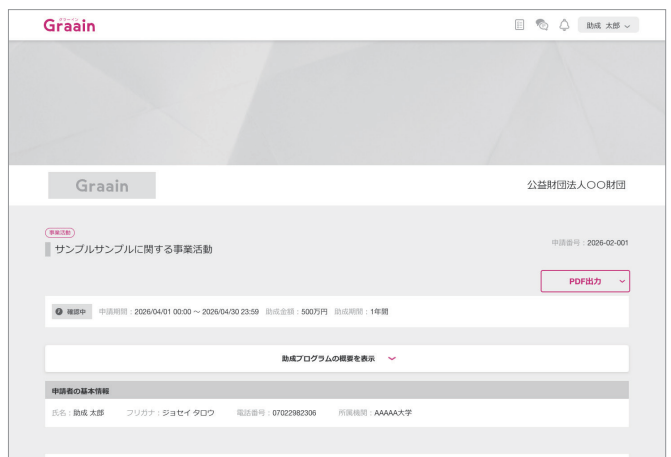 グラーイン
Graain
助成 太郎
Graain
公益財団法人○○財団
事業活動
サンプルサンプルに関する事業活動
申請番号：2026-02-001
PDF出力
確認中 申請期間：2026/04/01 00:00 ～ 2026/04/30 23:59 助成金額：500万円 助成期間：1年間
助成プログラムの概要を表示
申請者の基本情報
氏名：助成 太郎 フリガナ：ジョセイ タロウ 電話番号：07022982306 所属機関：AAAAA大学